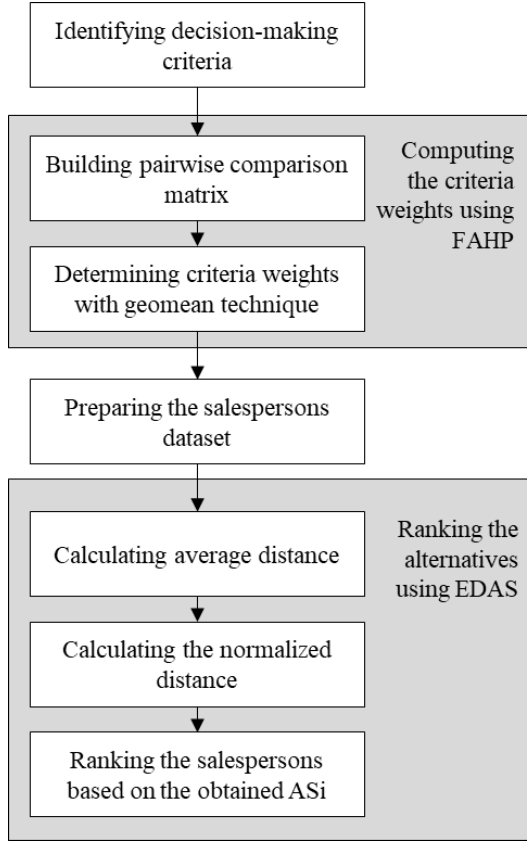 Identifying decision-making
criteria
Building pairwise comparison
matrix
Computing
the criteria
weights using
FAHP
Determining criteria weights
with geomean technique
Preparing the salespersons
dataset
Calculating average distance
Ranking the
alternatives
using EDAS
Calculating the normalized
distance
Ranking the salespersons
based on the obtained ASi